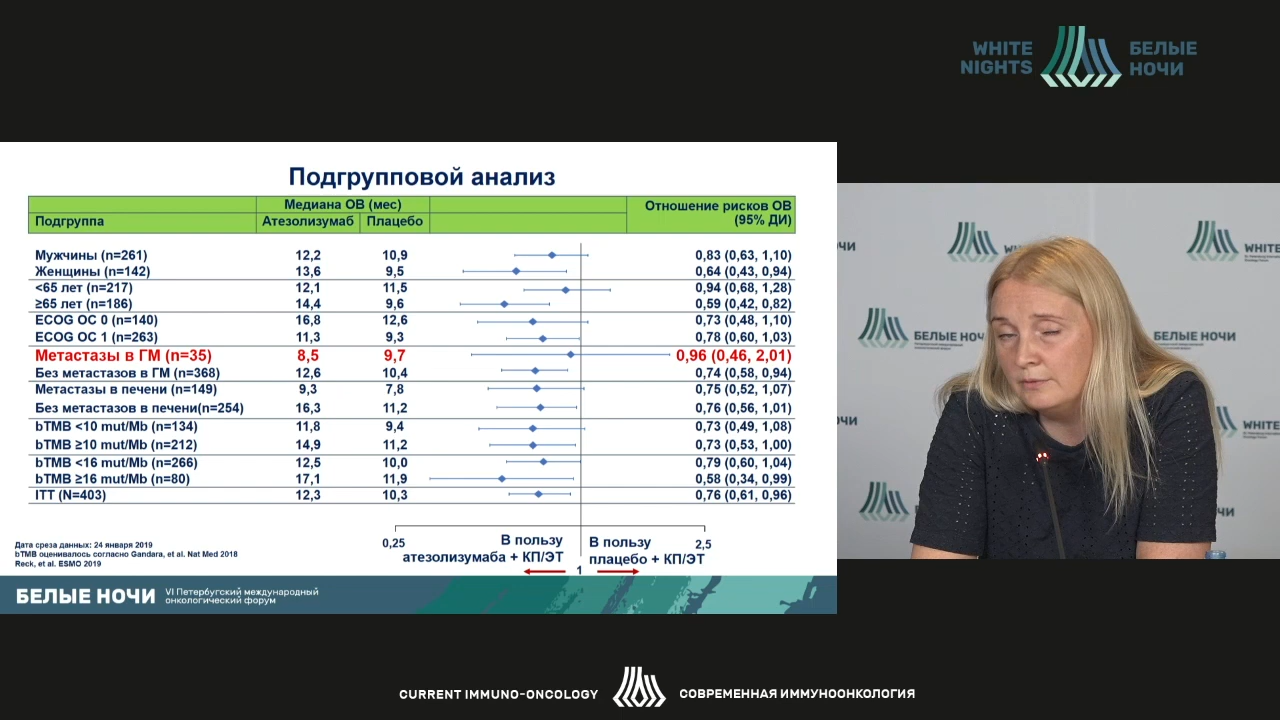 WHITE NIGHTS
БЕЛЫЕ НОЧИ
Подгрупповой анализ
Медиана ОВ (мес)
Отношение рисков ОВ (95% ДИ)
Подгруппа Атезолизумаб Плацебо
Мужчины (n=261) 12,2 10,9 0,83 (0,63, 1,10)
Женщины (n=142) 13,6 9,5 0,64 (0,43, 0,94)
<65 лет (n=217) 12,1 11,5 0,94 (0,68, 1,28)
≥65 лет (n=186) 14,4 9,6 0,59 (0,42, 0,82)
ECOG ОС 0 (n=140) 16,8 12,6 0,73 (0,48, 1,10)
ECOG ОС 1 (n=263) 11,3 9,3 0,78 (0,60, 1,03)
Метастазы в ГМ (n=35) 8,5 9,7 0,96 (0,46, 2,01)
Без метастазов в ГМ (n=368) 12,6 10,4 0,74 (0,58, 0,94)
Метастазы в печени (n=149) 9,3 7,8 0,75 (0,52, 1,07)
Без метастазов в печени(n=254) 16,3 11,2 0,76 (0,56, 1,01)
bTMB <10 mut/Mb (n=134) 11,8 9,4 0,73 (0,49, 1,08)
bTMB ≥10 mut/Mb (n=212) 14,9 11,2 0,73 (0,53, 1,00)
bTMB <16 mut/Mb (n=266) 12,5 10,0 0,79 (0,60, 1,04)
bTMB ≥16 mut/Mb (n=80) 17,1 11,9 0,58 (0,34, 0,99)
ITT (N=403) 12,3 10,3 0,76 (0,61, 0,96)
0,25 1 2,5
В пользу
атезолизумаба + КП/ЭТ
В пользу
плацебо + КП/ЭТ
Дата среза данных: 24 января 2019
bTMB оценивалось согласно Gandara, et al. Nat Med 2018
Reck, et al. ESMO 2019
БЕЛЫЕ НОЧИ
VI Петербургский международный
онкологический форум
ОЧИ
WHITE
WHITE
БЕЛЫЕ НОЧИ
БЕЛЫЕ НОЧИ
ОЧИ
WHITE
БЕЛЫЕ НОЧИ
CURRENT IMMUNO-ONCOLOGY
СОВРЕМЕННАЯ ИММУНООНКОЛОГИЯ